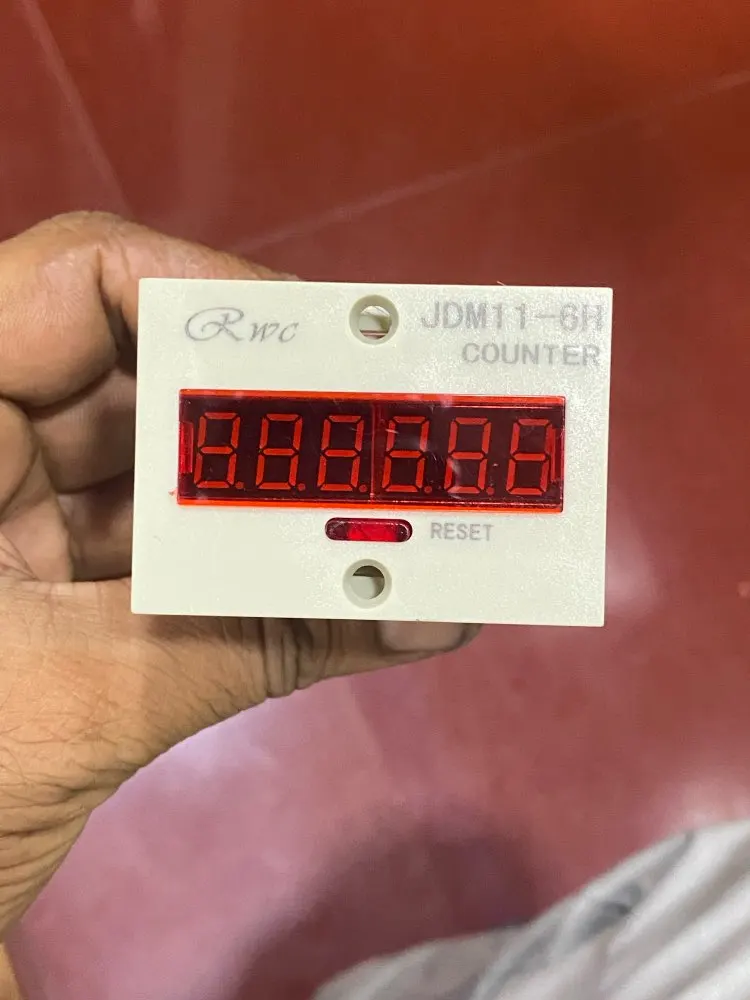 Rwc
JDM11-6H
COUNTER
RESET